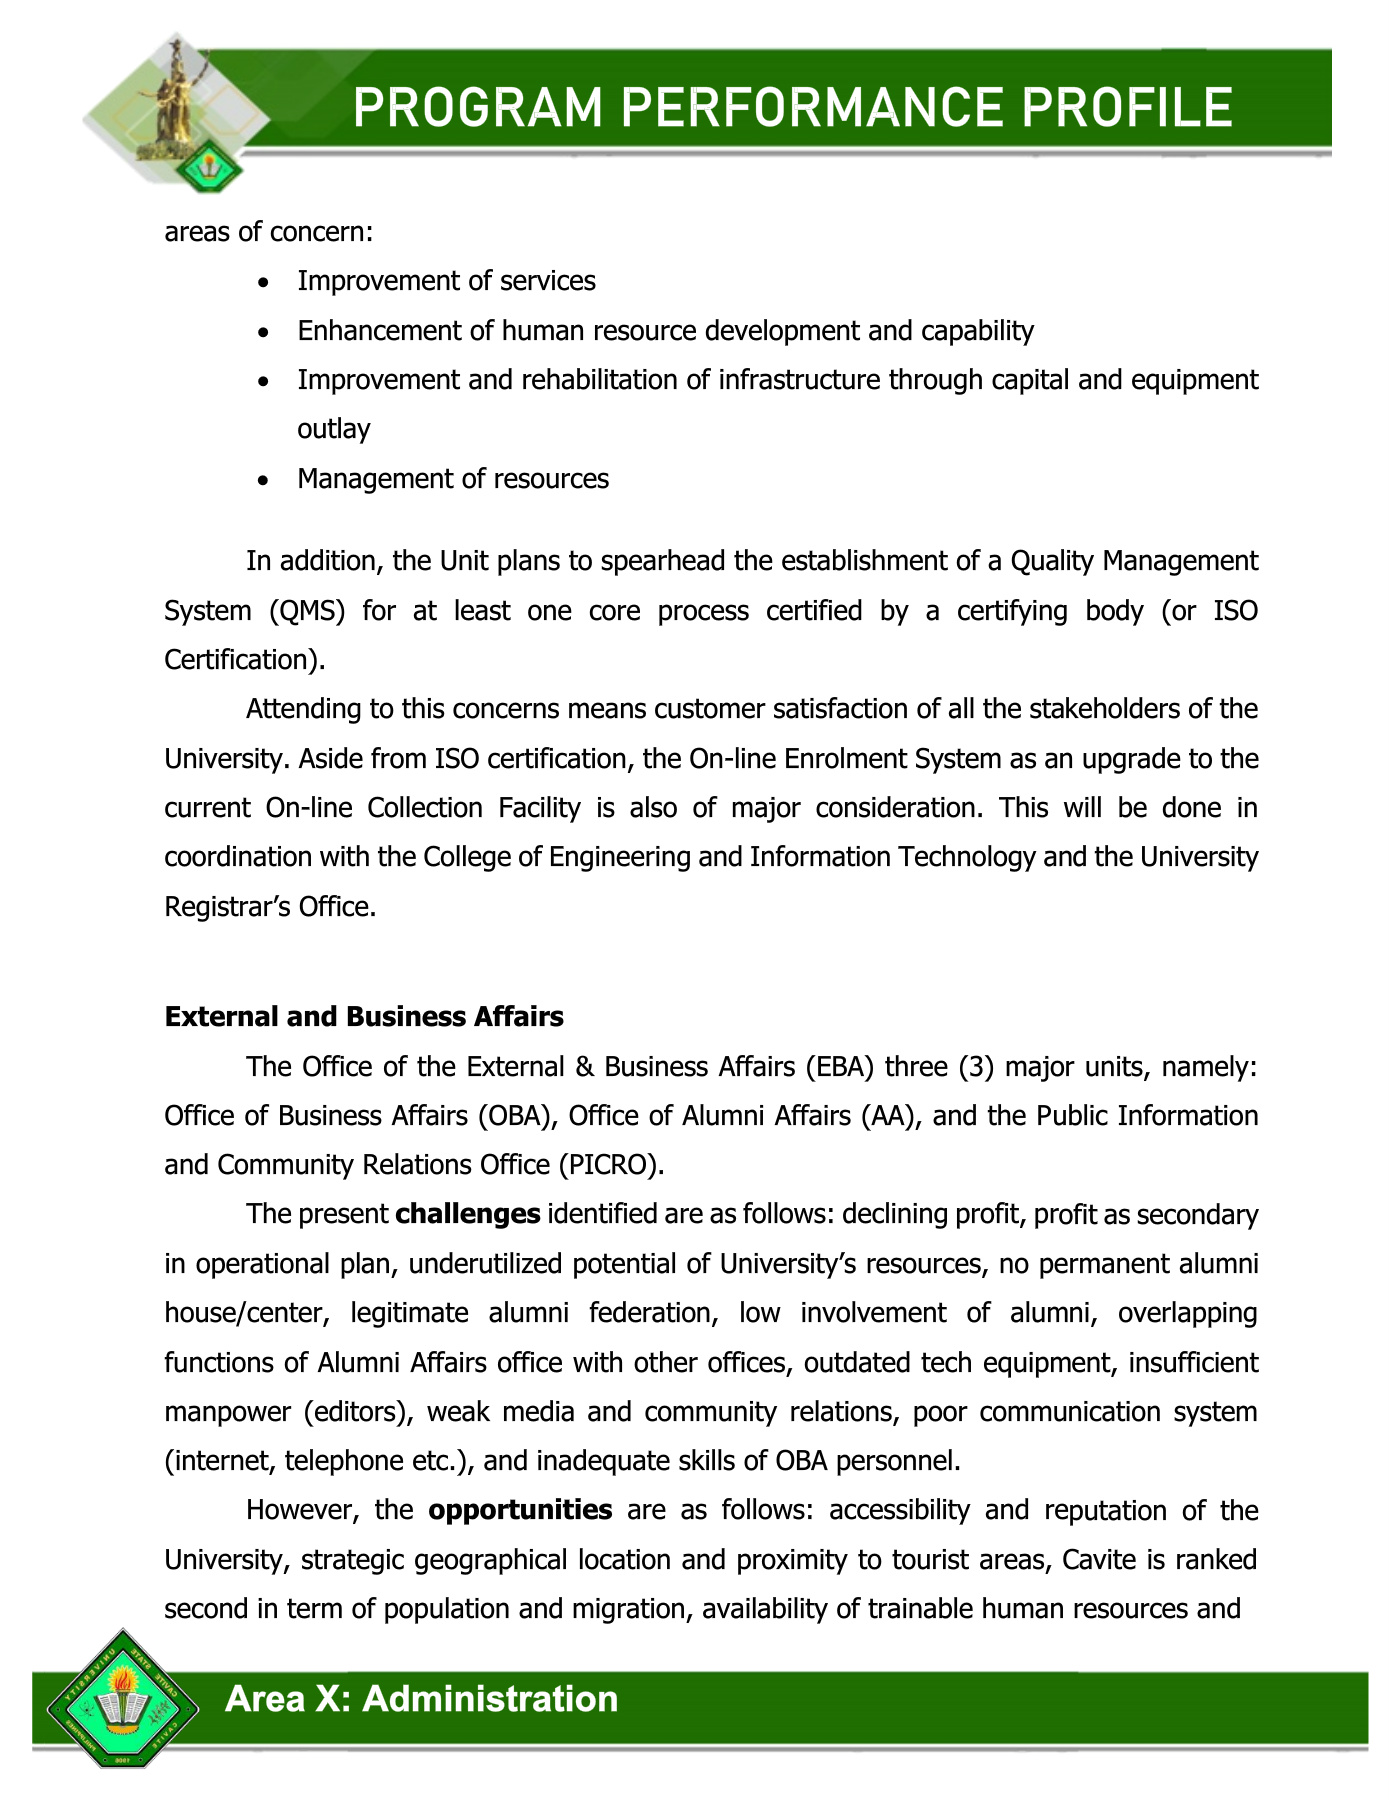 PROGRAM PERFORMANCE PROFILE
areas of concern:
• Improvement of services
• Enhancement of human resource development and capability
• Improvement and rehabilitation of infrastructure through capital and equipment
outlay
• Management of resources
In addition, the Unit plans to spearhead the establishment of a Quality Management
System (QMS) for at least one core process certified by a certifying body (or ISO
Certification).
Attending to this concerns means customer satisfaction of all the stakeholders of the
University. Aside from ISO certification, the On-line Enrolment System as an upgrade to the
current On-line Collection Facility is also of major consideration. This will be done in
coordination with the College of Engineering and Information Technology and the University
Registrar’s Office.
External and Business Affairs
The Office of the External & Business Affairs (EBA) three (3) major units, namely:
Office of Business Affairs (OBA), Office of Alumni Affairs (AA), and the Public Information
and Community Relations Office (PICRO).
The present challenges identified are as follows: declining profit, profit as secondary
in operational plan, underutilized potential of University’s resources, no permanent alumni
house/center, legitimate alumni federation, low involvement of alumni, overlapping
functions of Alumni Affairs office with other offices, outdated tech equipment, insufficient
manpower (editors), weak media and community relations, poor communication system
(internet, telephone etc.), and inadequate skills of OBA personnel.
However, the opportunities are as follows: accessibility and reputation of the
University, strategic geographical location and proximity to tourist areas, Cavite is ranked
second in term of population and migration, availability of trainable human resources and
CAVITE STATE UNIVERSITY
CAVITE
PHILIPPINES
1906
Area X: Administration